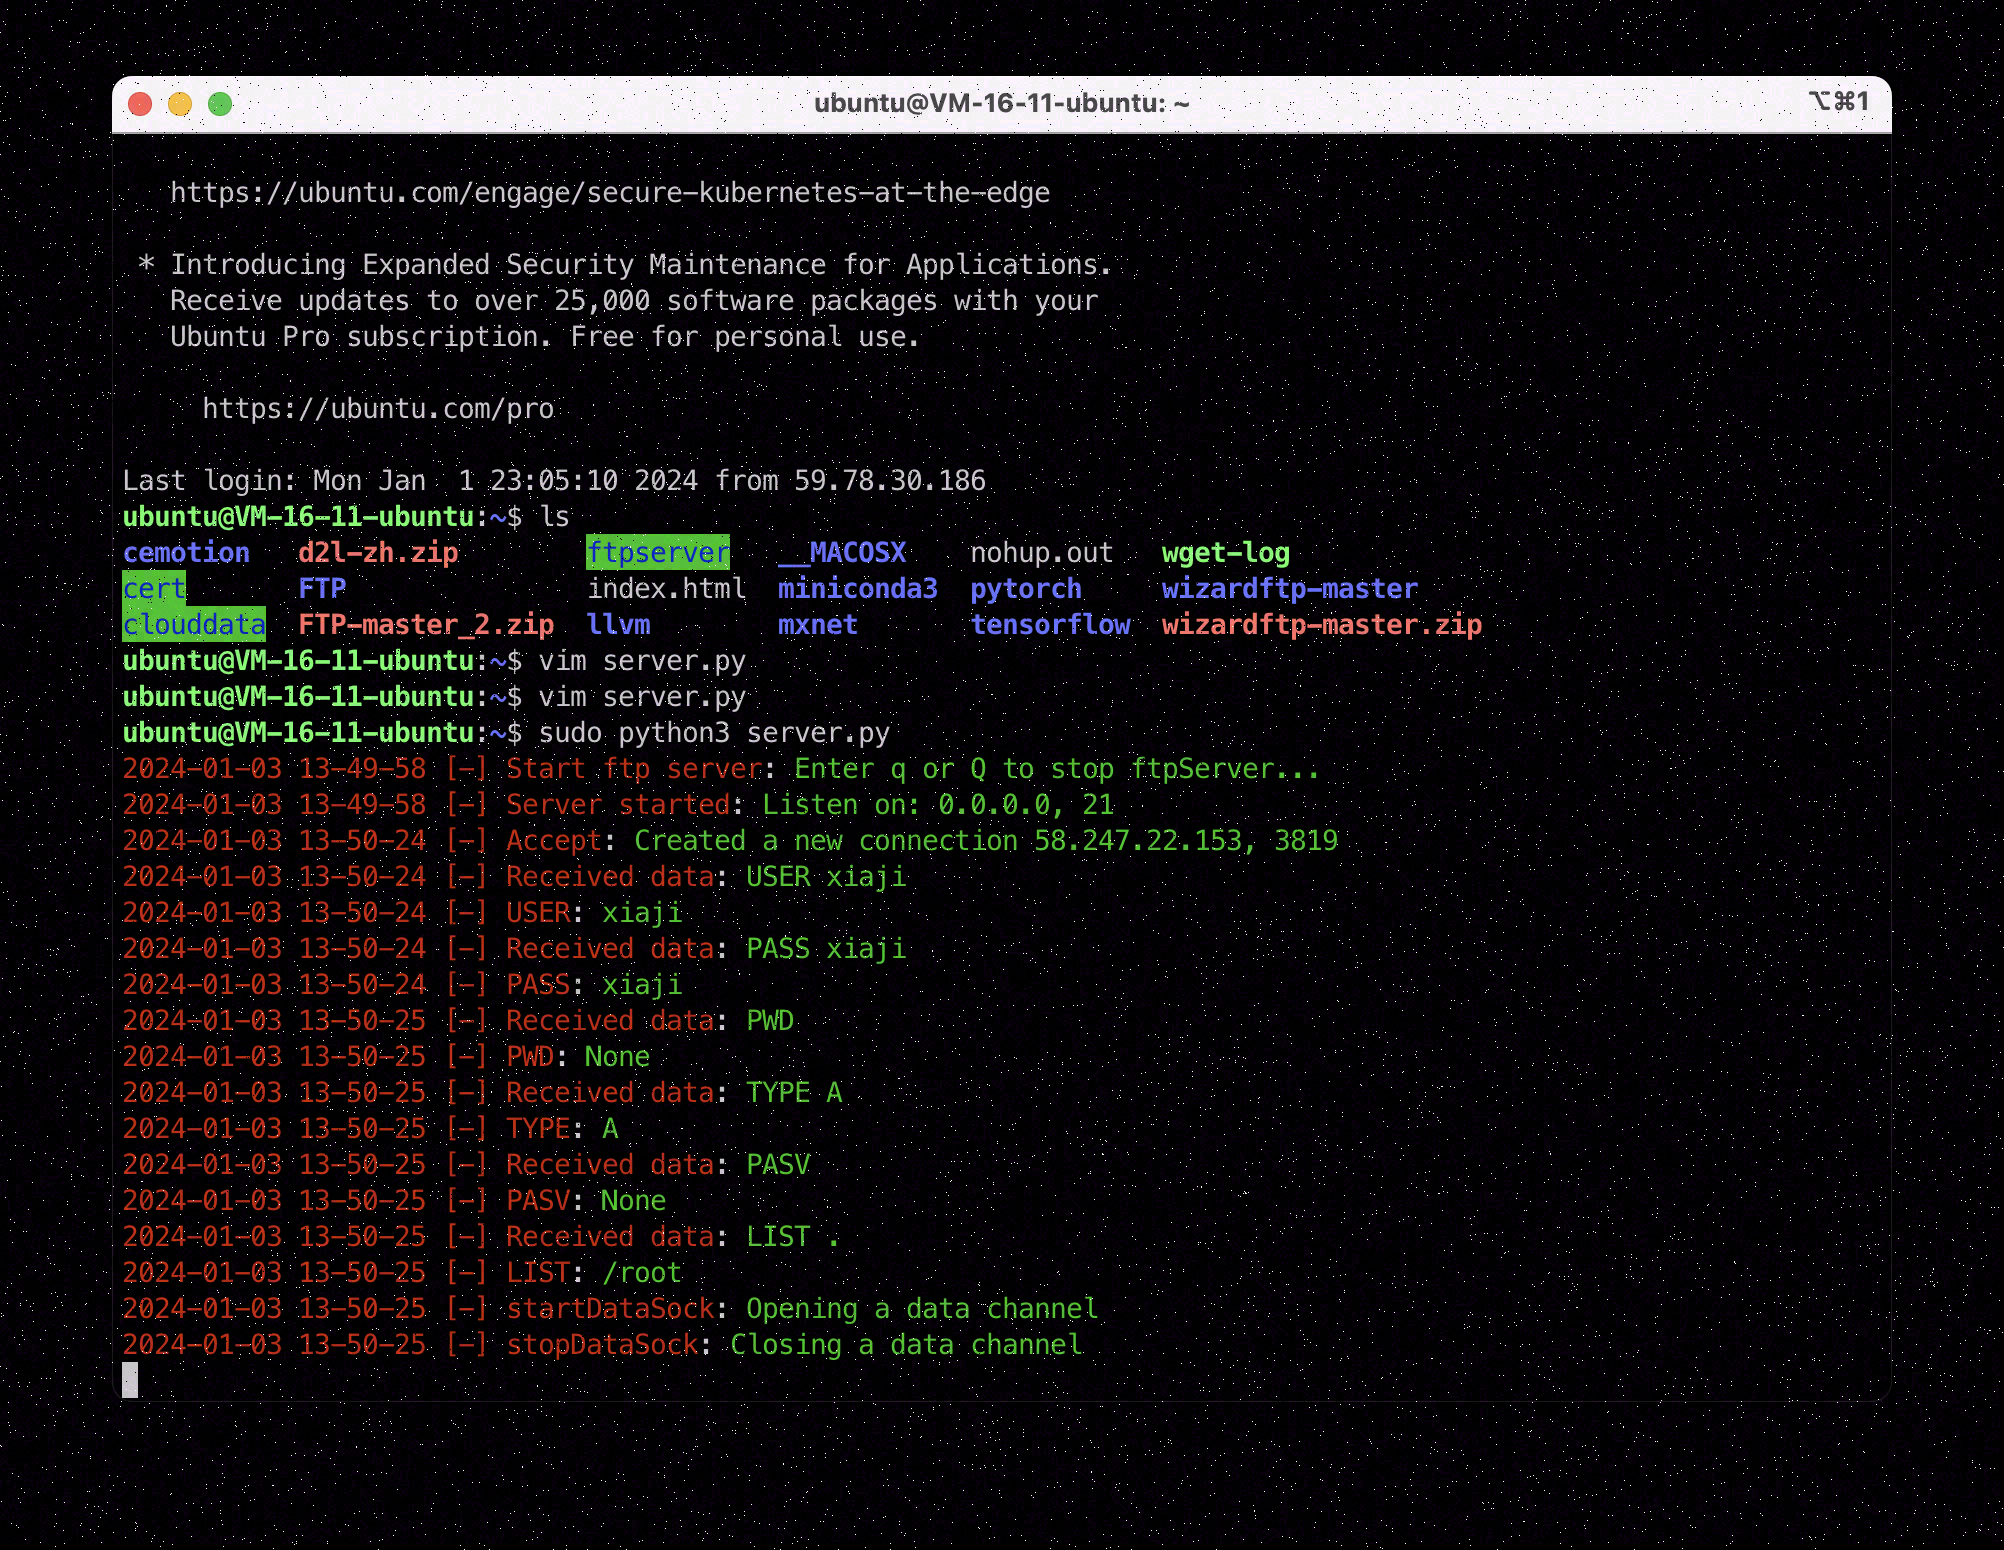 ubuntu@VM-16-11-ubuntu: ~
⌥⌘1
https://ubuntu.com/engage/secure-kubernetes-at-the-edge
* Introducing Expanded Security Maintenance for Applications.
Receive updates to over 25,000 software packages with your
Ubuntu Pro subscription. Free for personal use.
https://ubuntu.com/pro
Last login: Mon Jan  1 23:05:10 2024 from 59.78.30.186
ubuntu@VM-16-11-ubuntu:~$ ls
cemotion   d2l-zh.zip        ftpserver   __MACOSX    nohup.out   wget-log
cert       FTP               index.html  miniconda3  pytorch     wizardftp-master
clouddata  FTP-master_2.zip  llvm        mxnet       tensorflow  wizardftp-master.zip
ubuntu@VM-16-11-ubuntu:~$ vim server.py
ubuntu@VM-16-11-ubuntu:~$ vim server.py
ubuntu@VM-16-11-ubuntu:~$ sudo python3 server.py
2024-01-03 13-49-58 [-] Start ftp server: Enter q or Q to stop ftpServer...
2024-01-03 13-49-58 [-] Server started: Listen on: 0.0.0.0, 21
2024-01-03 13-50-24 [-] Accept: Created a new connection 58.247.22.153, 3819
2024-01-03 13-50-24 [-] Received data: USER xiaji
2024-01-03 13-50-24 [-] USER: xiaji
2024-01-03 13-50-24 [-] Received data: PASS xiaji
2024-01-03 13-50-24 [-] PASS: xiaji
2024-01-03 13-50-25 [-] Received data: PWD
2024-01-03 13-50-25 [-] PWD: None
2024-01-03 13-50-25 [-] Received data: TYPE A
2024-01-03 13-50-25 [-] TYPE: A
2024-01-03 13-50-25 [-] Received data: PASV
2024-01-03 13-50-25 [-] PASV: None
2024-01-03 13-50-25 [-] Received data: LIST .
2024-01-03 13-50-25 [-] LIST: /root
2024-01-03 13-50-25 [-] startDataSock: Opening a data channel
2024-01-03 13-50-25 [-] stopDataSock: Closing a data channel